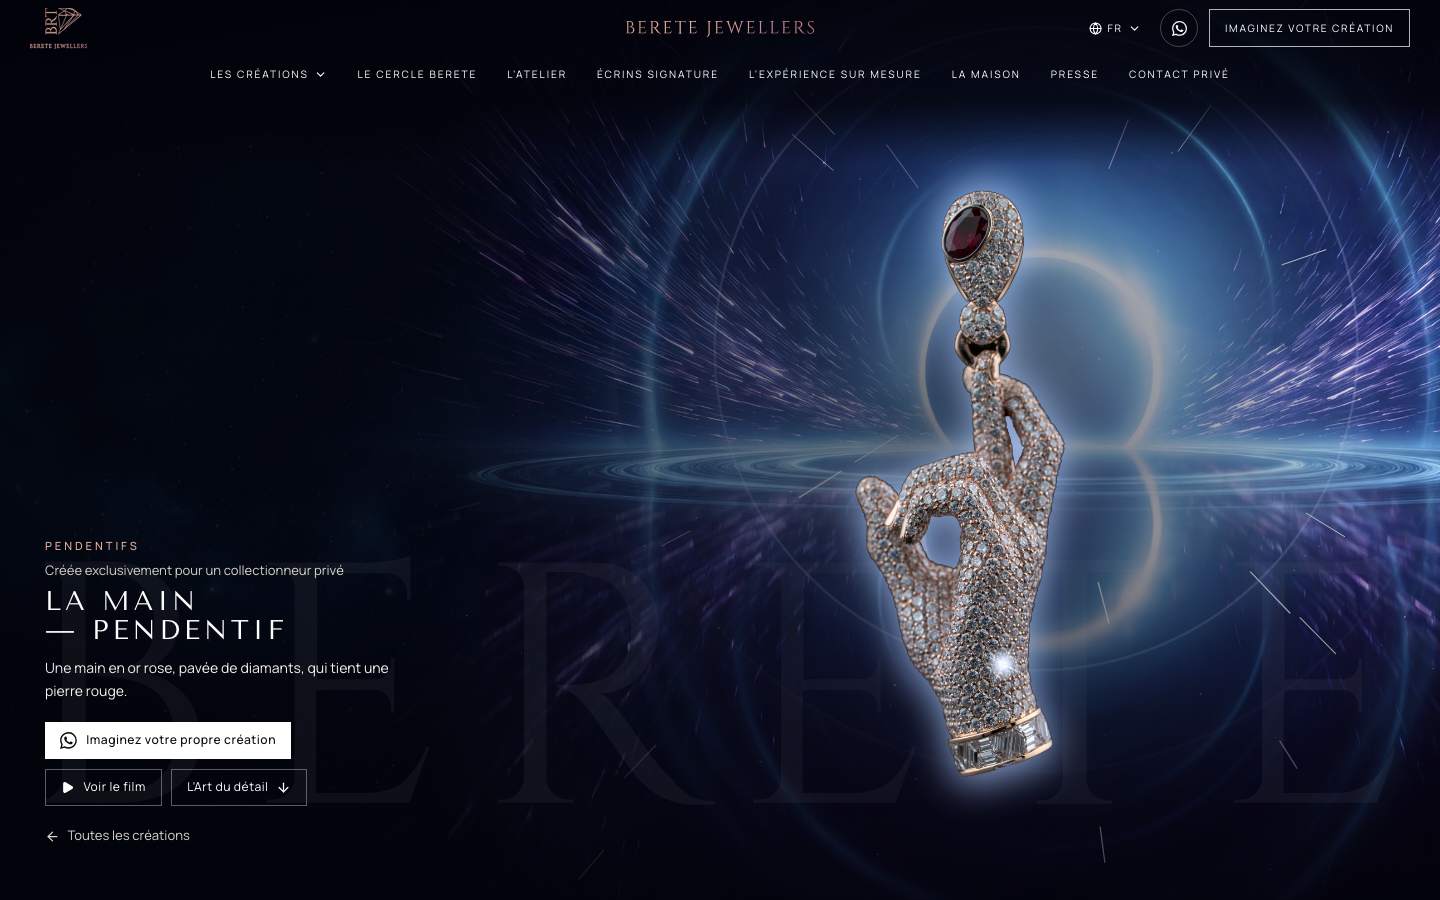 BRT
BERETE JEWELLERS
BERETE JEWELLERS
FR
IMAGINEZ VOTRE CRÉATION
LES CRÉATIONS
LE CERCLE BERETE
L'ATELIER
ÉCRINS SIGNATURE
L'EXPÉRIENCE SUR MESURE
LA MAISON
PRESSE
CONTACT PRIVÉ
PENDENTIFS
Créée exclusivement pour un collectionneur privé
LA MAIN
— PENDENTIF
Une main en or rose, pavée de diamants, qui tient une
pierre rouge.
Imaginez votre propre création
Voir le film
L'Art du détail
Toutes les créations
BERETE